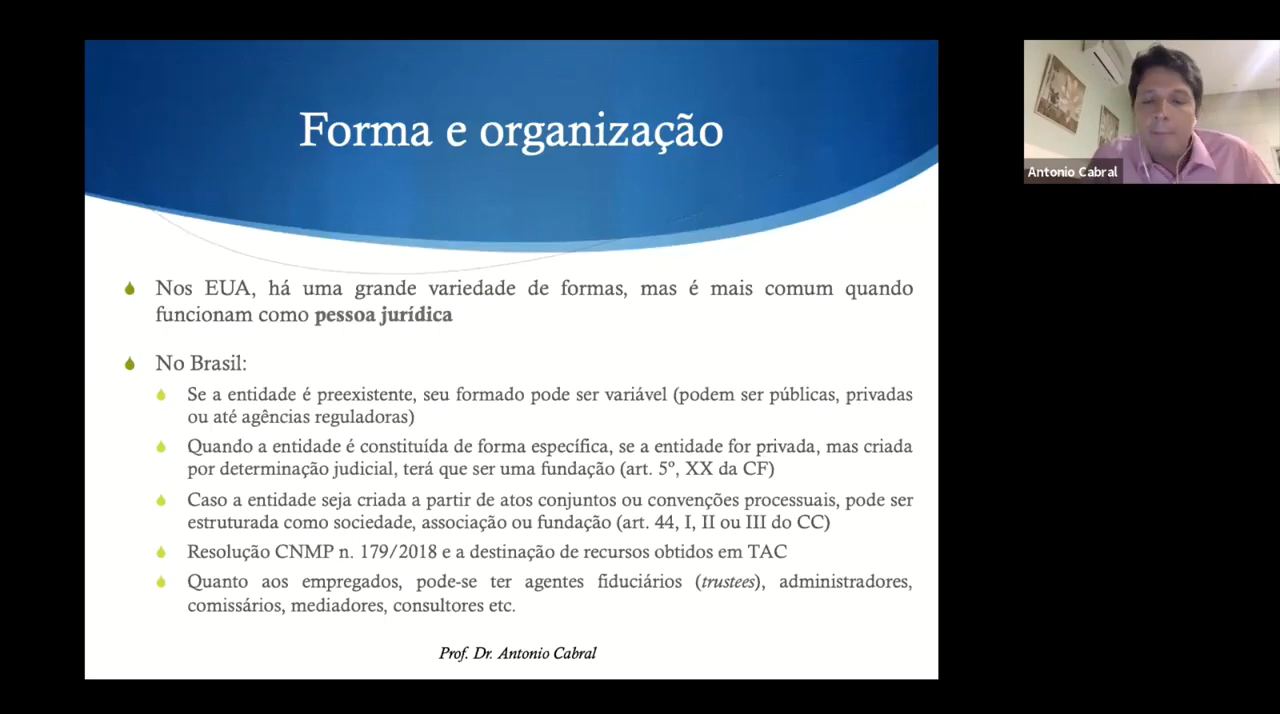 Forma e organização
Nos EUA, há uma grande variedade de formas, mas é mais comum quando
funcionam como pessoa jurídica
No Brasil:
Se a entidade é preexistente, seu formado pode ser variável (podem ser públicas, privadas
ou até agências reguladoras)
Quando a entidade é constituída de forma específica, se a entidade for privada, mas criada
por determinação judicial, terá que ser uma fundação (art. 5º, XX da CF)
Caso a entidade seja criada a partir de atos conjuntos ou convenções processuais, pode ser
estruturada como sociedade, associação ou fundação (art. 44, I, II ou III do CC)
Resolução CNMP n. 179/2018 e a destinação de recursos obtidos em TAC
Quanto aos empregados, pode-se ter agentes fiduciários (trustees), administradores,
comissários, mediadores, consultores etc.
Prof. Dr. Antonio Cabral
Antonio Cabral